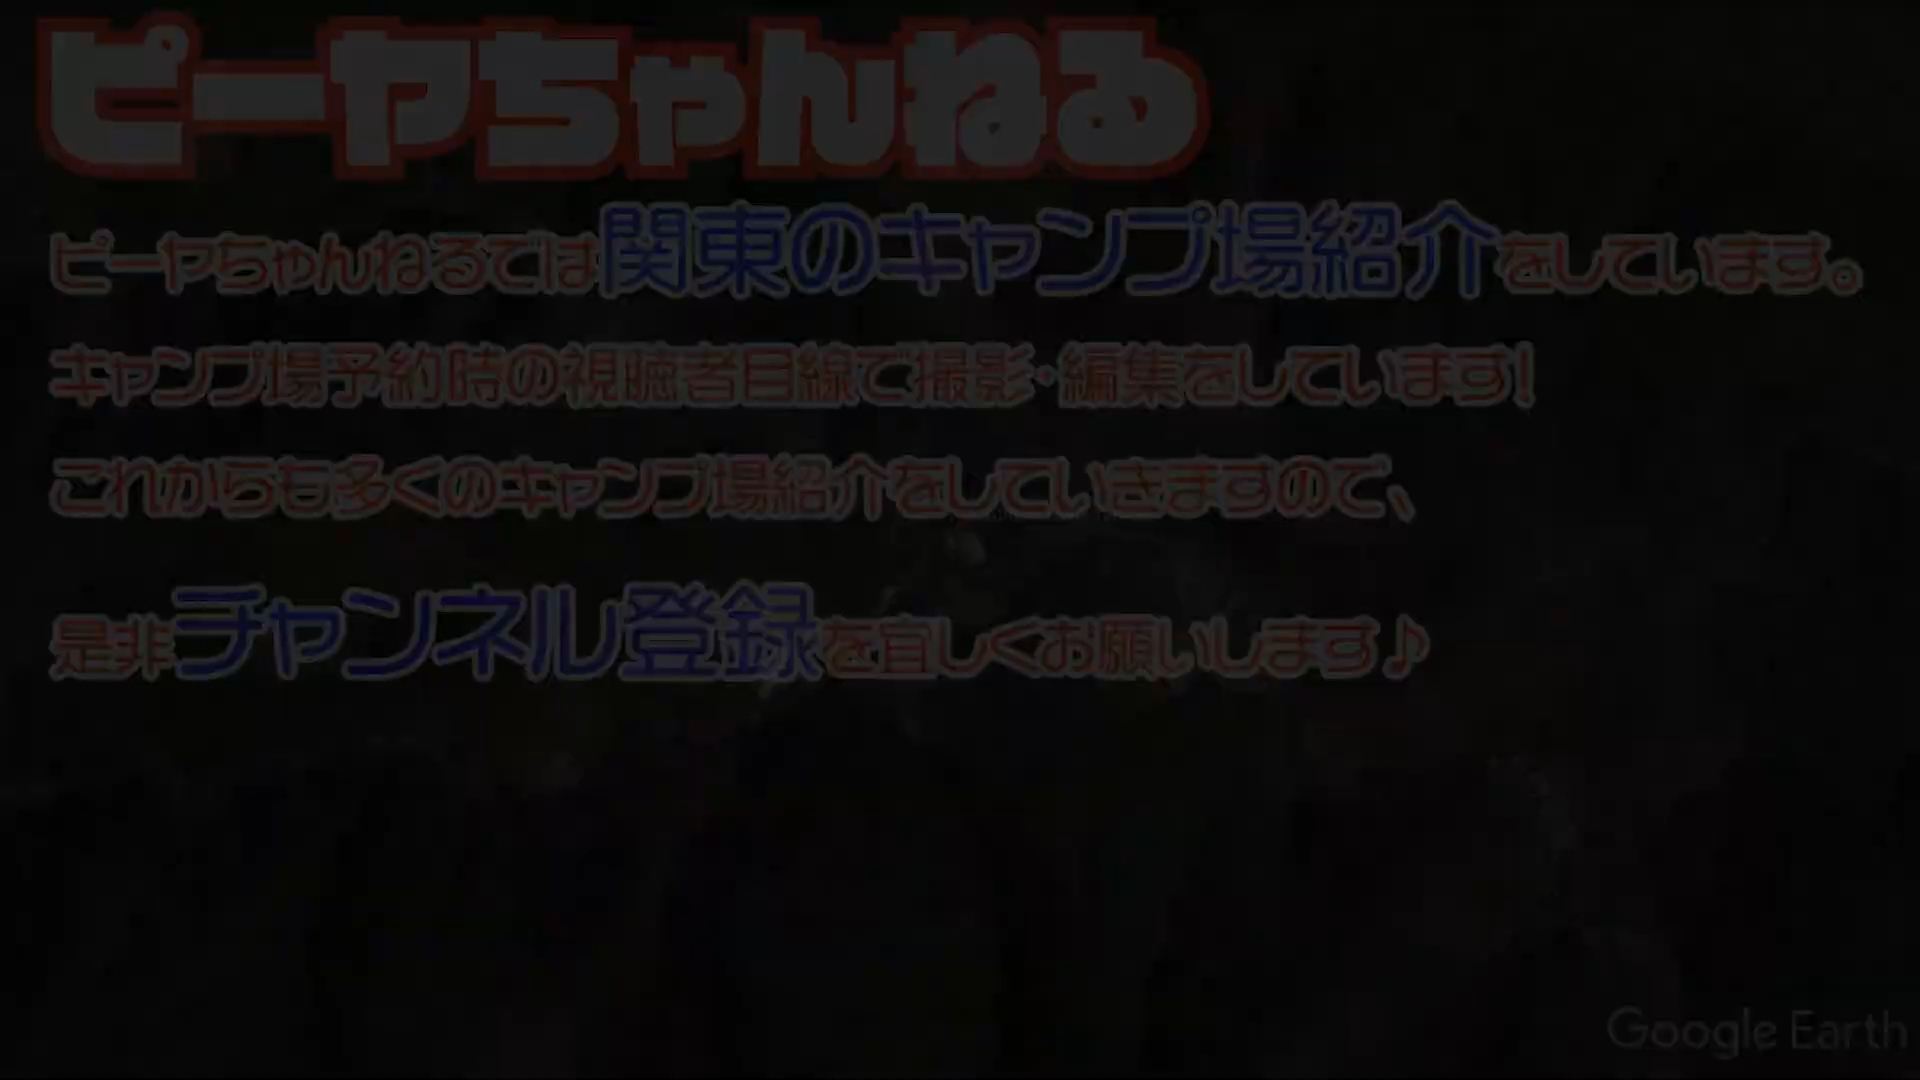 ピーヤちゃんねる
ピーヤちゃんねるでは関東のキャンプ場紹介をしています。
キャンプ場予約時の視聴者目線で撮影・編集をしています!
これからも多くのキャンプ場紹介をしていきますので、
是非チャンネル登録を宜しくお願いします♪
Google Earth